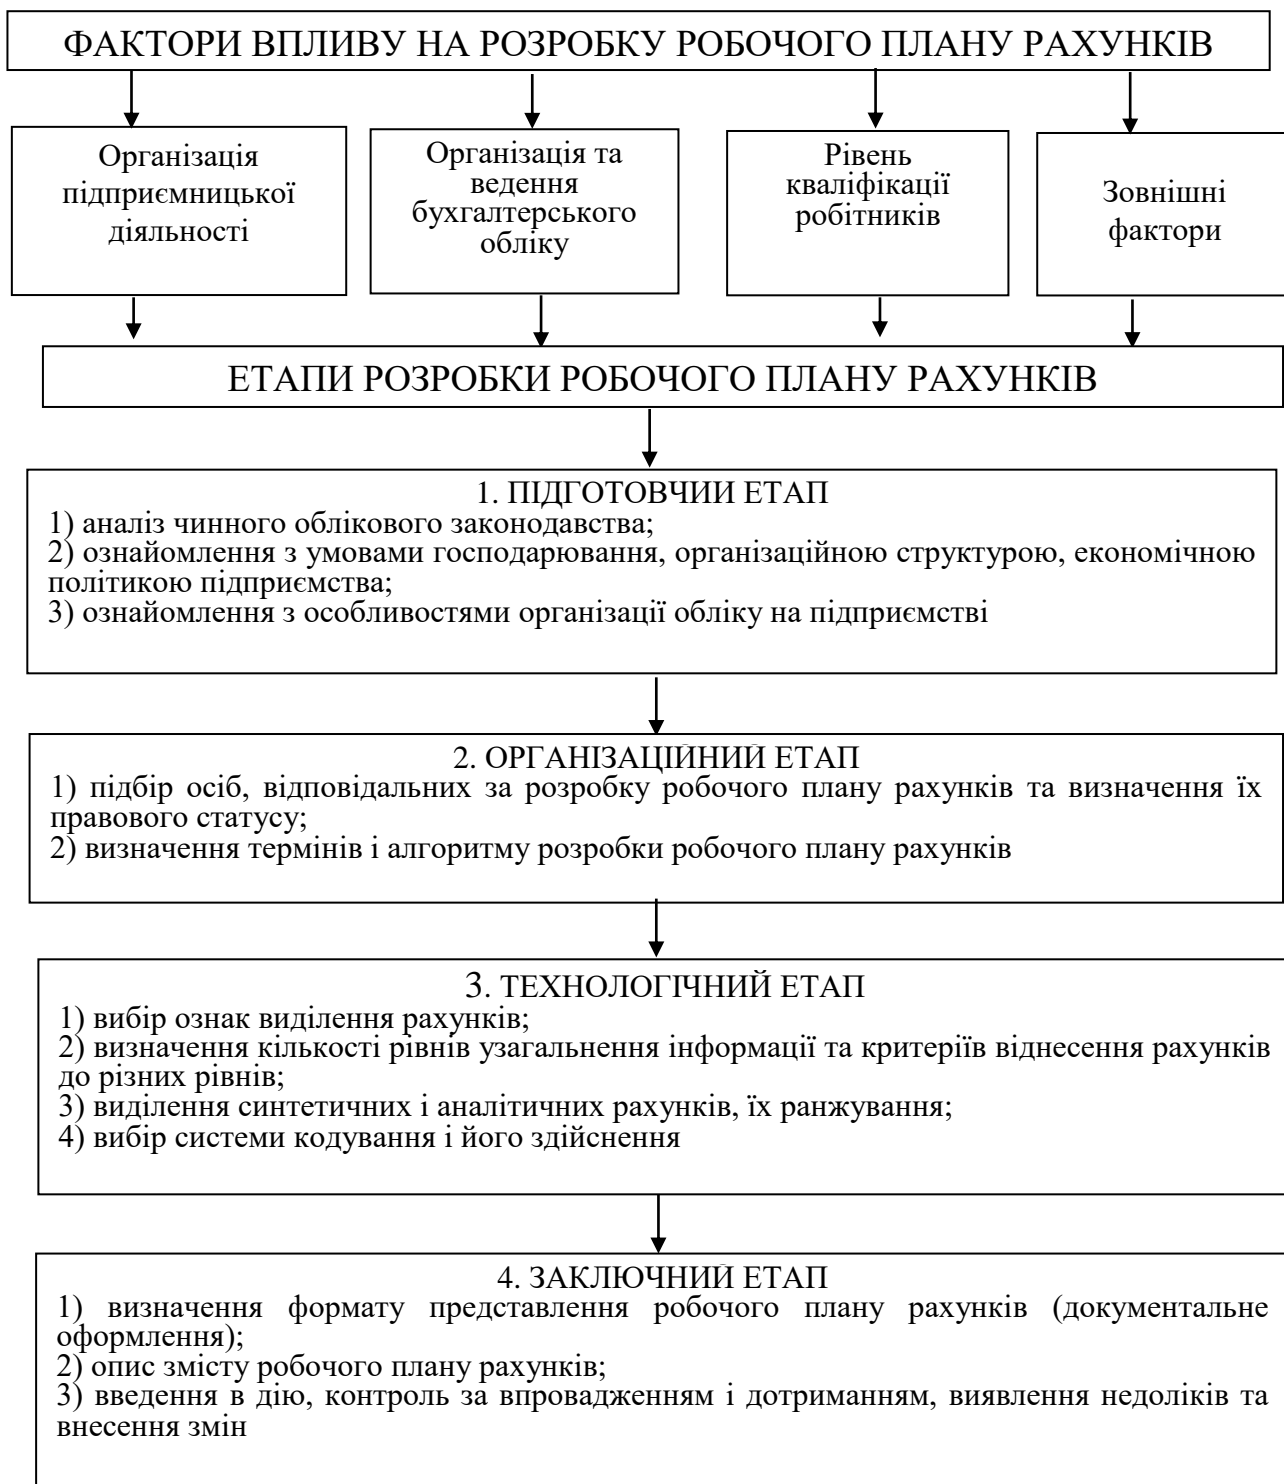 ФАКТОРИ ВПЛИВУ НА РОЗРОБКУ РОБОЧОГО ПЛАНУ РАХУНКІВ
Організація
підприємницької
діяльності
Організація та
ведення
бухгалтерського
обліку
Рівень
кваліфікації
робітників
Зовнішні
фактори
ЕТАПИ РОЗРОБКИ РОБОЧОГО ПЛАНУ РАХУНКІВ
1. ПІДГОТОВЧИЙ ЕТАП
1) аналіз чинного облікового законодавства;
2) ознайомлення з умовами господарювання, організаційною структурою, економічною
політикою підприємства;
3) ознайомлення з особливостями організації обліку на підприємстві
2. ОРГАНІЗАЦІЙНИЙ ЕТАП
1) підбір осіб, відповідальних за розробку робочого плану рахунків та визначення їх
правового статусу;
2) визначення термінів і алгоритму розробки робочого плану рахунків
3. ТЕХНОЛОГІЧНИЙ ЕТАП
1) вибір ознак виділення рахунків;
2) визначення кількості рівнів узагальнення інформації та критеріїв віднесення рахунків
до різних рівнів;
3) виділення синтетичних і аналітичних рахунків, їх ранжування;
4) вибір системи кодування і його здійснення
4. ЗАКЛЮЧНИЙ ЕТАП
1) визначення формату представлення робочого плану рахунків (документальне
оформлення);
2) опис змісту робочого плану рахунків;
3) введення в дію, контроль за впровадженням і дотриманням, виявлення недоліків та
внесення змін